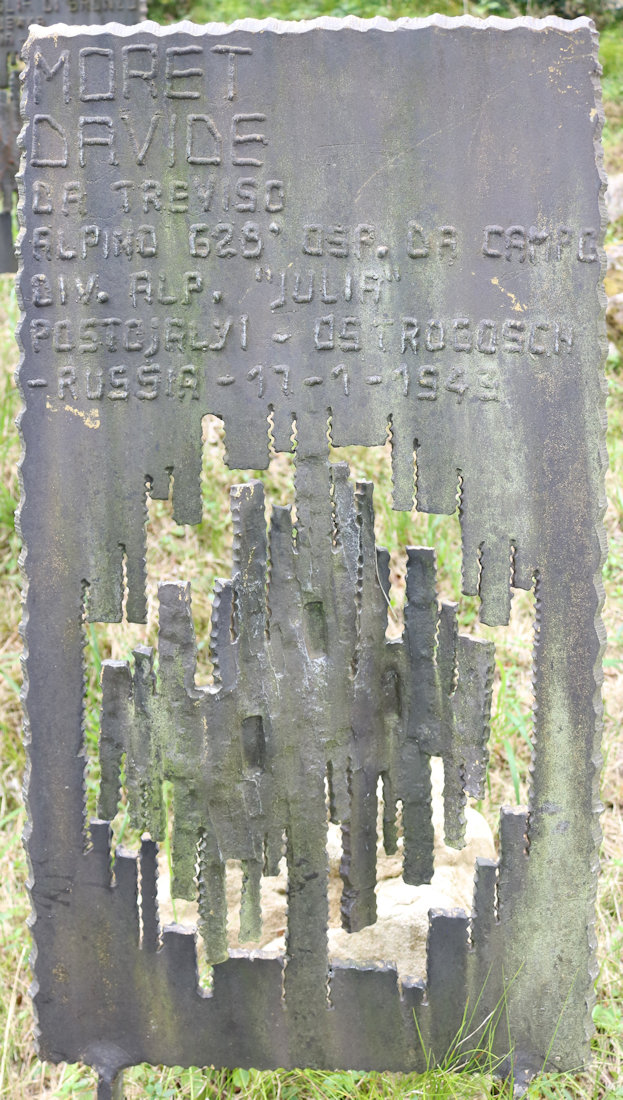 MORET
DAVIDE
DA TREVISO
ALPINO 628° OSP. DA CAMPO
DIV. ALP. "JULIA"
POSTOJALYI - OSTROGOSCH
- RUSSIA - 17 - 1 - 1943